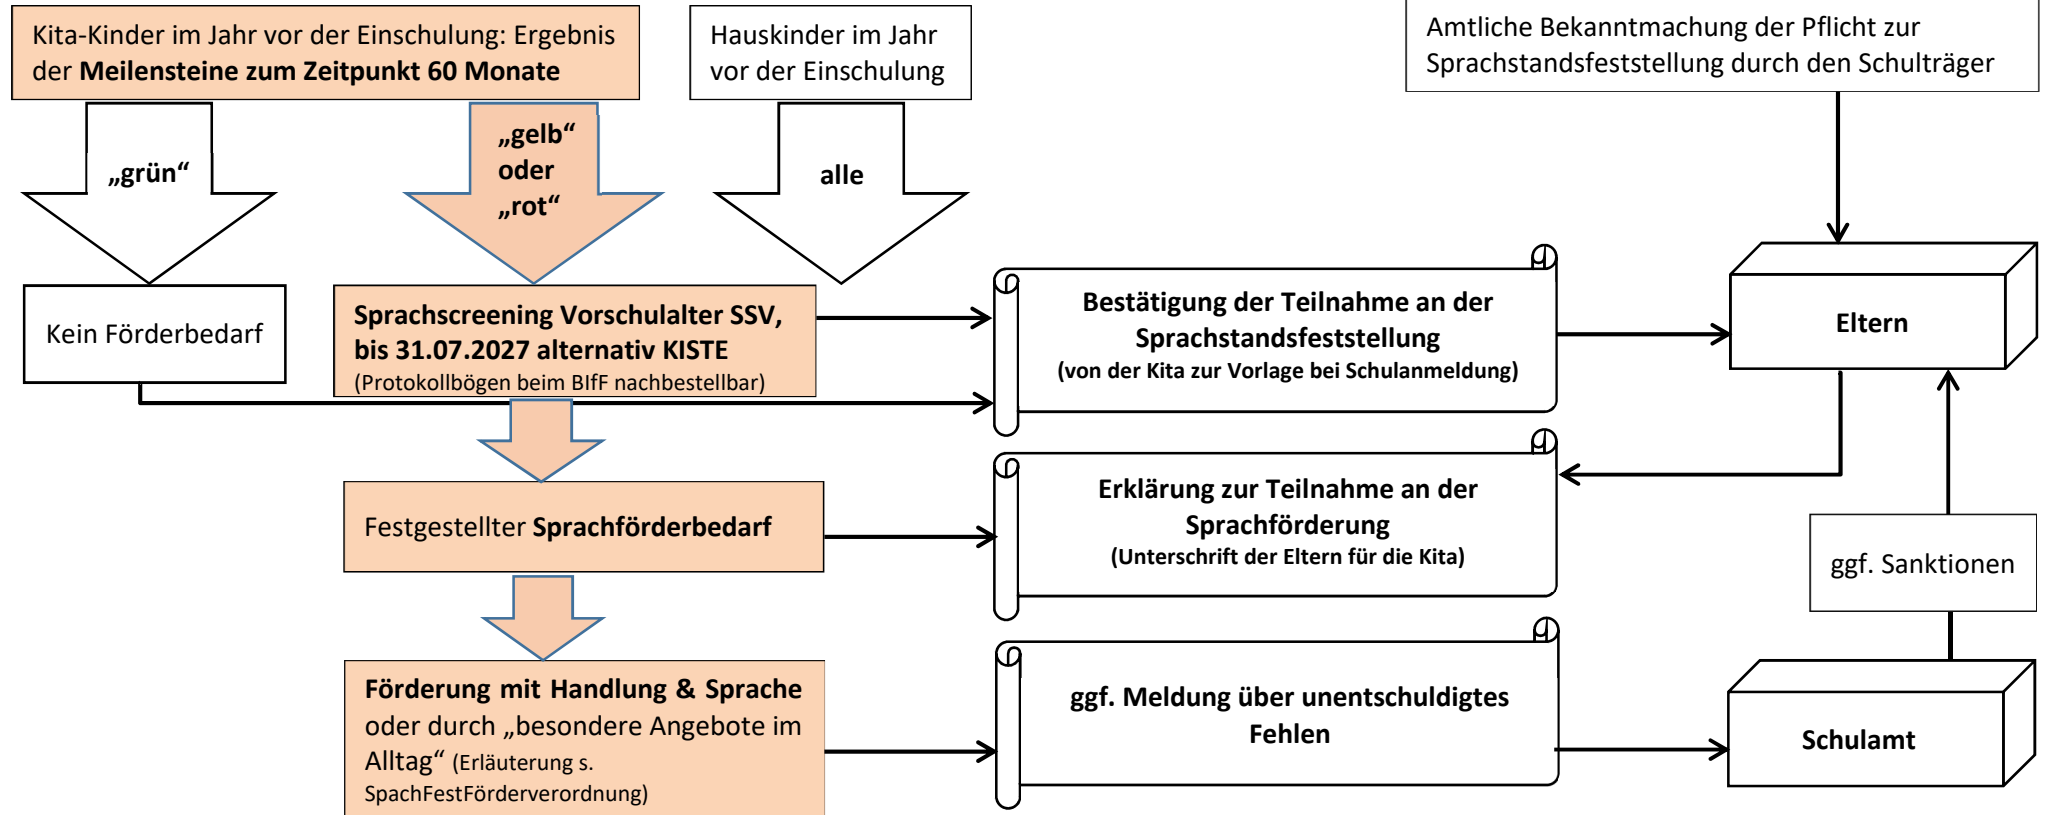 Kita-Kinder im Jahr vor der Einschulung: Ergebnis
der Meilensteine zum Zeitpunkt 60 Monate
Hauskinder im Jahr
vor der Einschulung
Amtliche Bekanntmachung der Pflicht zur
Sprachstandsfeststellung durch den Schulträger
„grün“
„gelb“
oder
„rot“
alle
Kein Förderbedarf
Sprachscreening Vorschulalter SSV,
bis 31.07.2027 alternativ KISTE
(Protokollbögen beim BIfF nachbestellbar)
Bestätigung der Teilnahme an der
Sprachstandsfeststellung
(von der Kita zur Vorlage bei Schulanmeldung)
Eltern
Festgestellter Sprachförderbedarf
Erklärung zur Teilnahme an der
Sprachförderung
(Unterschrift der Eltern für die Kita)
ggf. Sanktionen
Förderung mit Handlung & Sprache
oder durch „besondere Angebote im
Alltag“ (Erläuterung s.
SpachFestFörderverordnung)
ggf. Meldung über unentschuldigtes
Fehlen
Schulamt